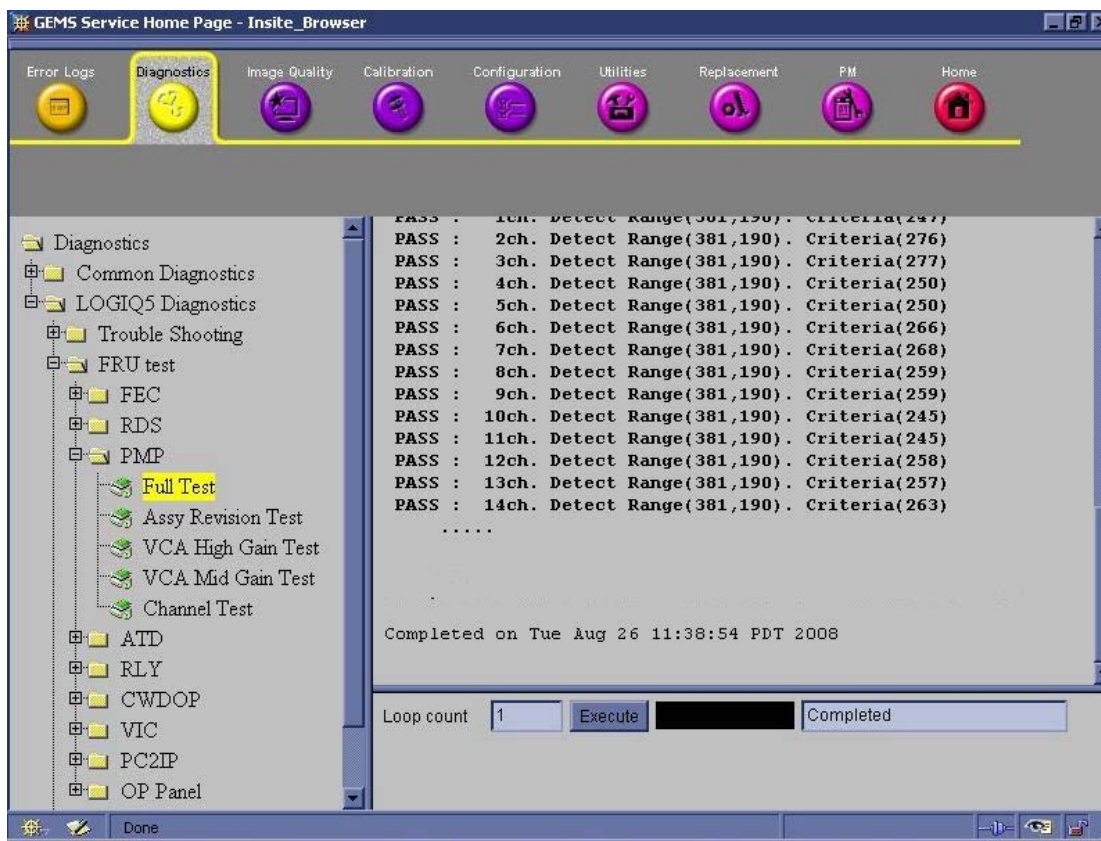 GEMS Service Home Page - Insite_Browser
Error Logs
Diagnostics
Image Quality
Calibration
Configuration
Utilities
Replacement
PM
Home
Diagnostics
Common Diagnostics
LOGIQ5 Diagnostics
Trouble Shooting
FRU test
FEC
RDS
PMP
Full Test
Assy Revision Test
VCA High Gain Test
VCA Mid Gain Test
Channel Test
ATD
RLY
CWDOP
VIC
PC2IP
OP Panel
PASS : 1ch. Detect Range(381,190). Criteria(247)
PASS : 2ch. Detect Range(381,190). Criteria(276)
PASS : 3ch. Detect Range(381,190). Criteria(277)
PASS : 4ch. Detect Range(381,190). Criteria(250)
PASS : 5ch. Detect Range(381,190). Criteria(250)
PASS : 6ch. Detect Range(381,190). Criteria(266)
PASS : 7ch. Detect Range(381,190). Criteria(268)
PASS : 8ch. Detect Range(381,190). Criteria(259)
PASS : 9ch. Detect Range(381,190). Criteria(259)
PASS : 10ch. Detect Range(381,190). Criteria(245)
PASS : 11ch. Detect Range(381,190). Criteria(245)
PASS : 12ch. Detect Range(381,190). Criteria(258)
PASS : 13ch. Detect Range(381,190). Criteria(257)
PASS : 14ch. Detect Range(381,190). Criteria(263)
.....
Completed on Tue Aug 26 11:38:54 PDT 2008
Loop count 1 Execute Completed
Done